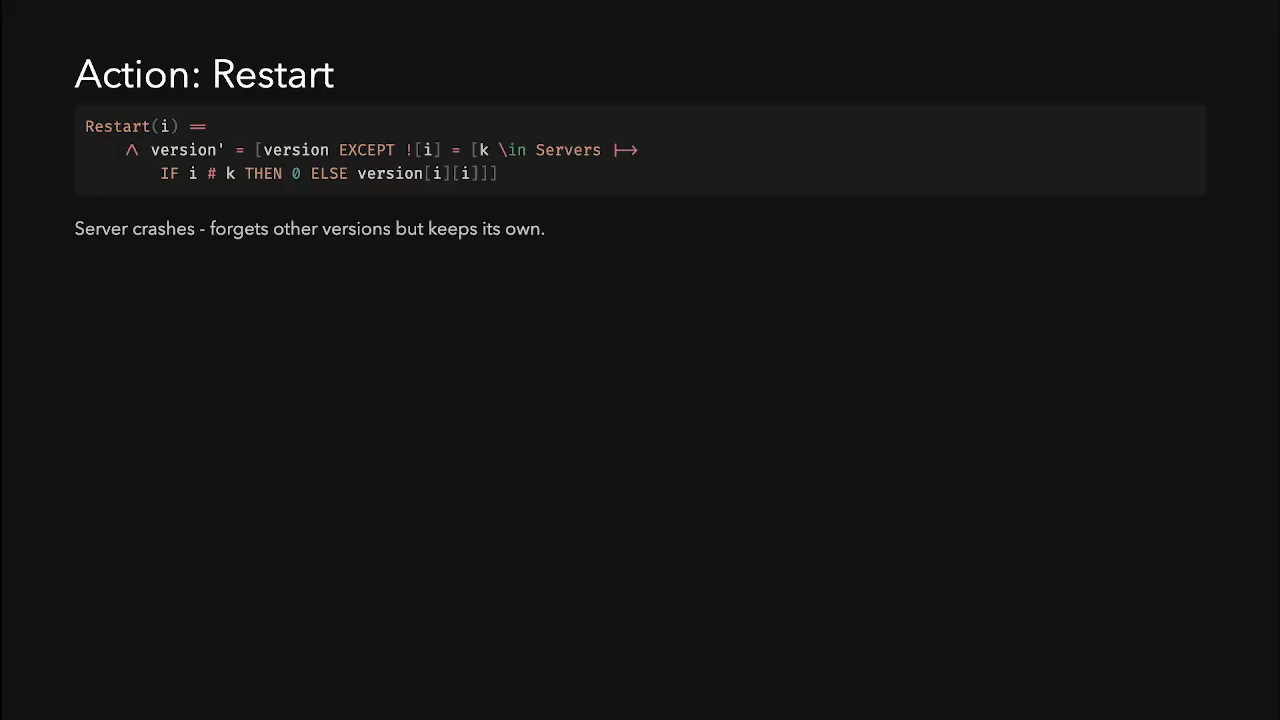 Action: Restart
Restart(i) ==
/\ version' = [version EXCEPT ![i] = [k \in Servers |->
IF i # k THEN 0 ELSE version[i][i]]]
Server crashes - forgets other versions but keeps its own.